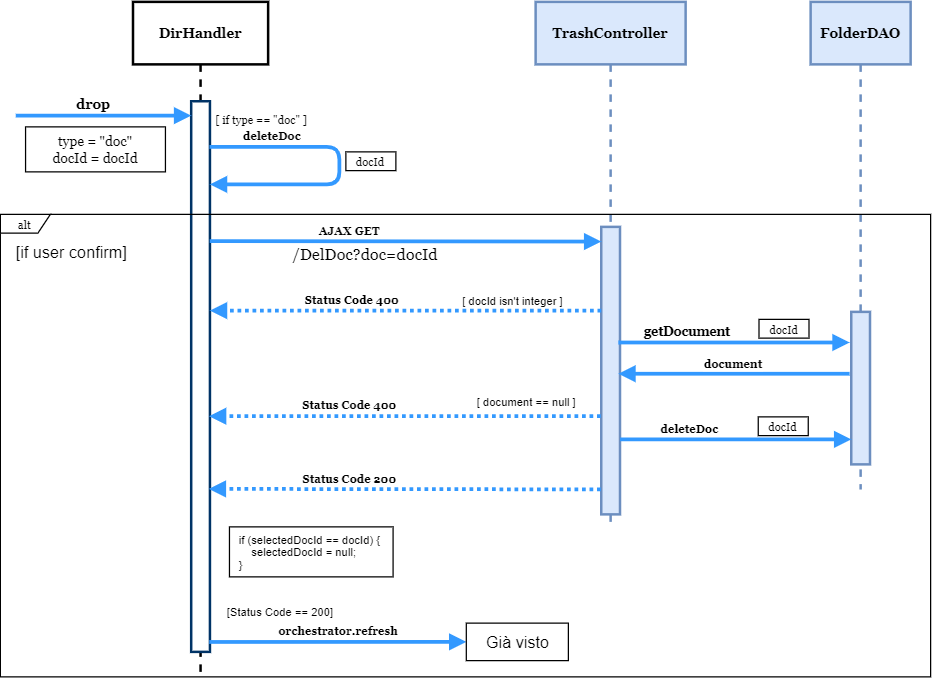 DirHandler
TrashController
FolderDAO
drop
[ if type == "doc" ]
deleteDoc
type = "doc"
docId = docId
docId
alt
[if user confirm]
AJAX GET
/DelDoc?doc=docId
Status Code 400
[ docId isn't integer ]
getDocument
docId
document
Status Code 400
[ document == null ]
deleteDoc
docId
Status Code 200
if (selectedDocId == docId) {
selectedDocId = null;
}
[Status Code == 200]
orchestrator.refresh
Già visto